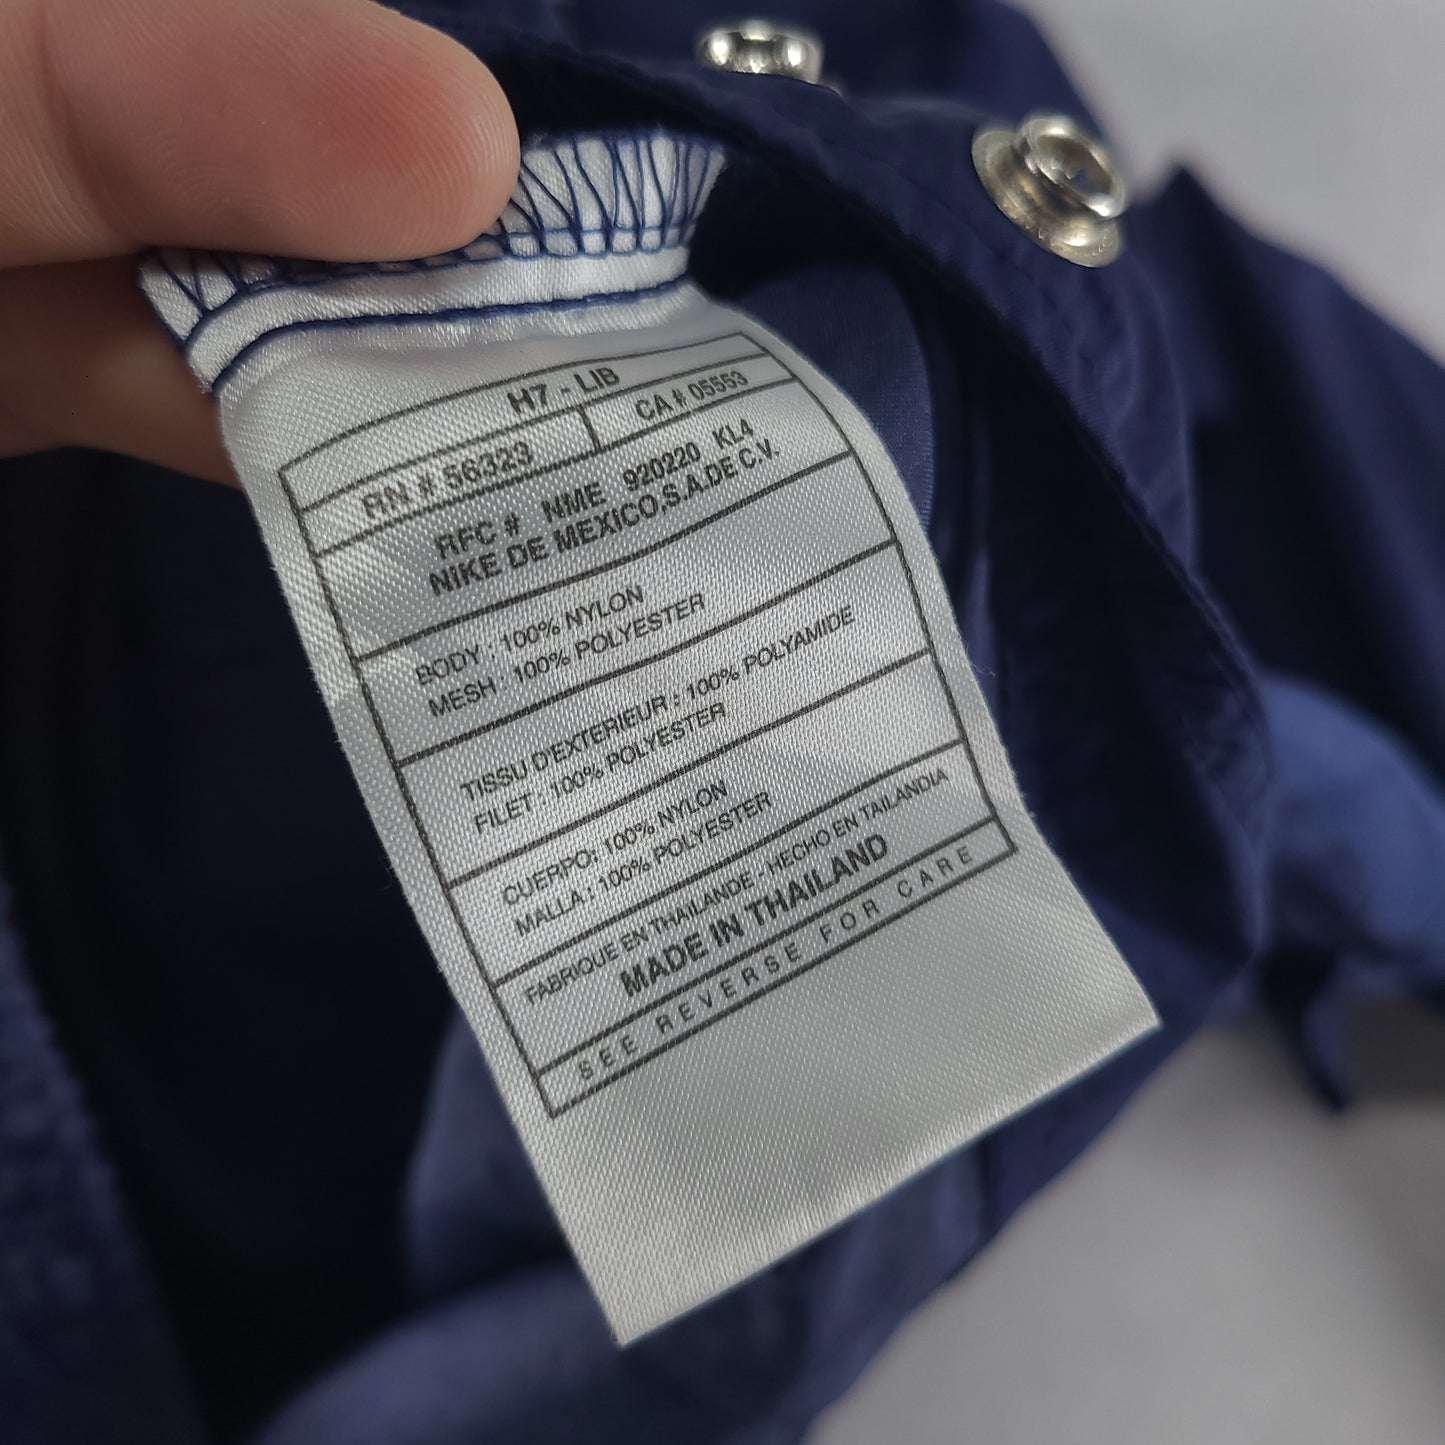 H7 - LIB
RN # 56323
CA # 05553
RFC # NME 920220 KL4
NIKE DE MEXICO,S.A.DE C.V.
BODY : 100% NYLON
MESH : 100% POLYESTER
TISSU D'EXTERIEUR : 100% POLYAMIDE
FILET : 100% POLYESTER
CUERPO: 100% NYLON
MALLA : 100% POLYESTER
FABRIQUE EN THAILANDE - HECHO EN TAILANDIA
MADE IN THAILAND
SEE REVERSE FOR CARE